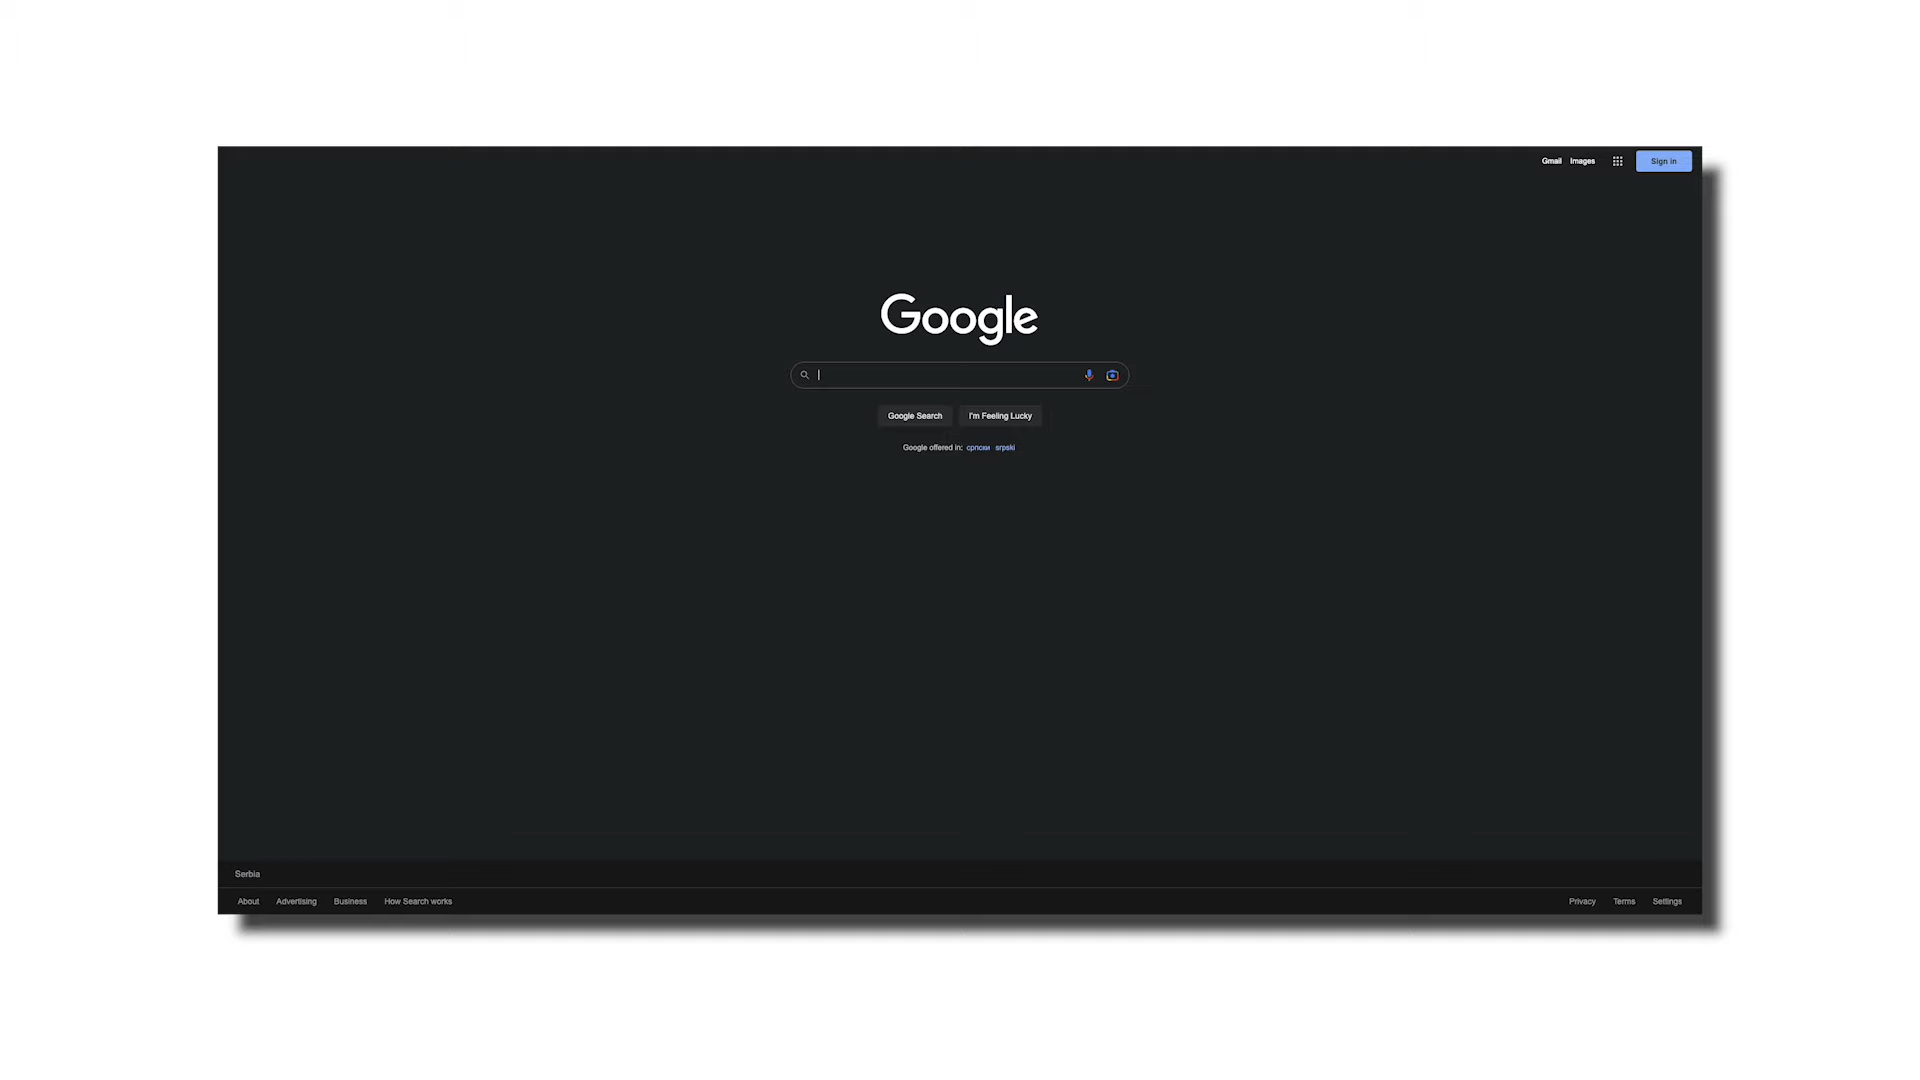 Gmail Images Sign in
Google
Google Search I'm Feeling Lucky
Google offered in: српски srpski
Serbia
About Advertising Business How Search works Privacy Terms Settings